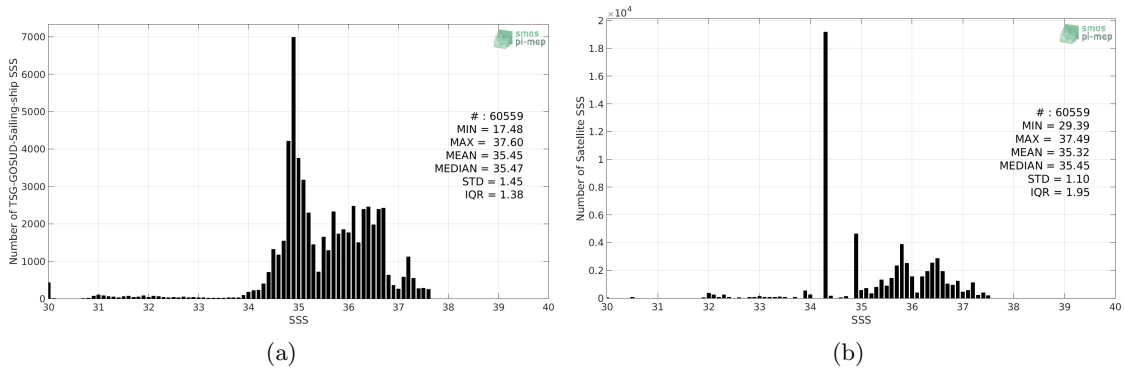 7000
6000
5000
4000
3000
2000
1000
0
30 31 32 33 34 35 36 37 38 39 40
SSS
Number of TSG-GOSUD-Sailing-ship SSS
smos
pi-mep
# : 60559
MIN = 17.48
MAX = 37.60
MEAN = 35.45
MEDIAN = 35.47
STD = 1.45
IQR = 1.38
(a)
×10⁴
2
1.8
1.6
1.4
1.2
1
0.8
0.6
0.4
0.2
0
30 31 32 33 34 35 36 37 38 39 40
SSS
Number of Satellite SSS
smos
pi-mep
# : 60559
MIN = 29.39
MAX = 37.49
MEAN = 35.32
MEDIAN = 35.45
STD = 1.10
IQR = 1.95
(b)